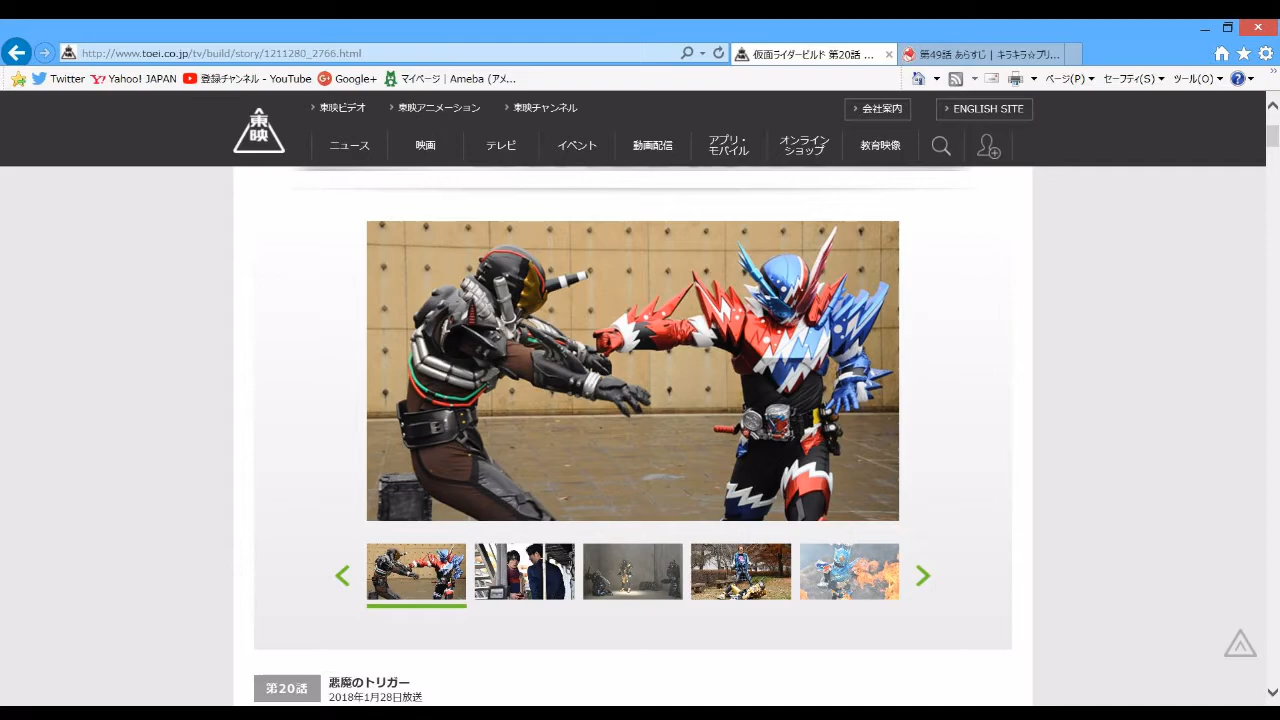 http://www.toei.co.jp/tv/build/story/1211280_2766.html
仮面ライダービルド 第20話 ...
第49話 あらすじ | キラキラ☆プリ...
Twitter
Yahoo! JAPAN
登録チャンネル - YouTube
Google+
マイページ | Ameba (アメ...
ページ(P)
セーフティ(S)
ツール(O)
東映
東映ビデオ
東映アニメーション
東映チャンネル
会社案内
ENGLISH SITE
ニュース
映画
テレビ
イベント
動画配信
アプリ・
モバイル
オンライン
ショップ
教育映像
第20話
悪魔のトリガー
2018年1月28日放送